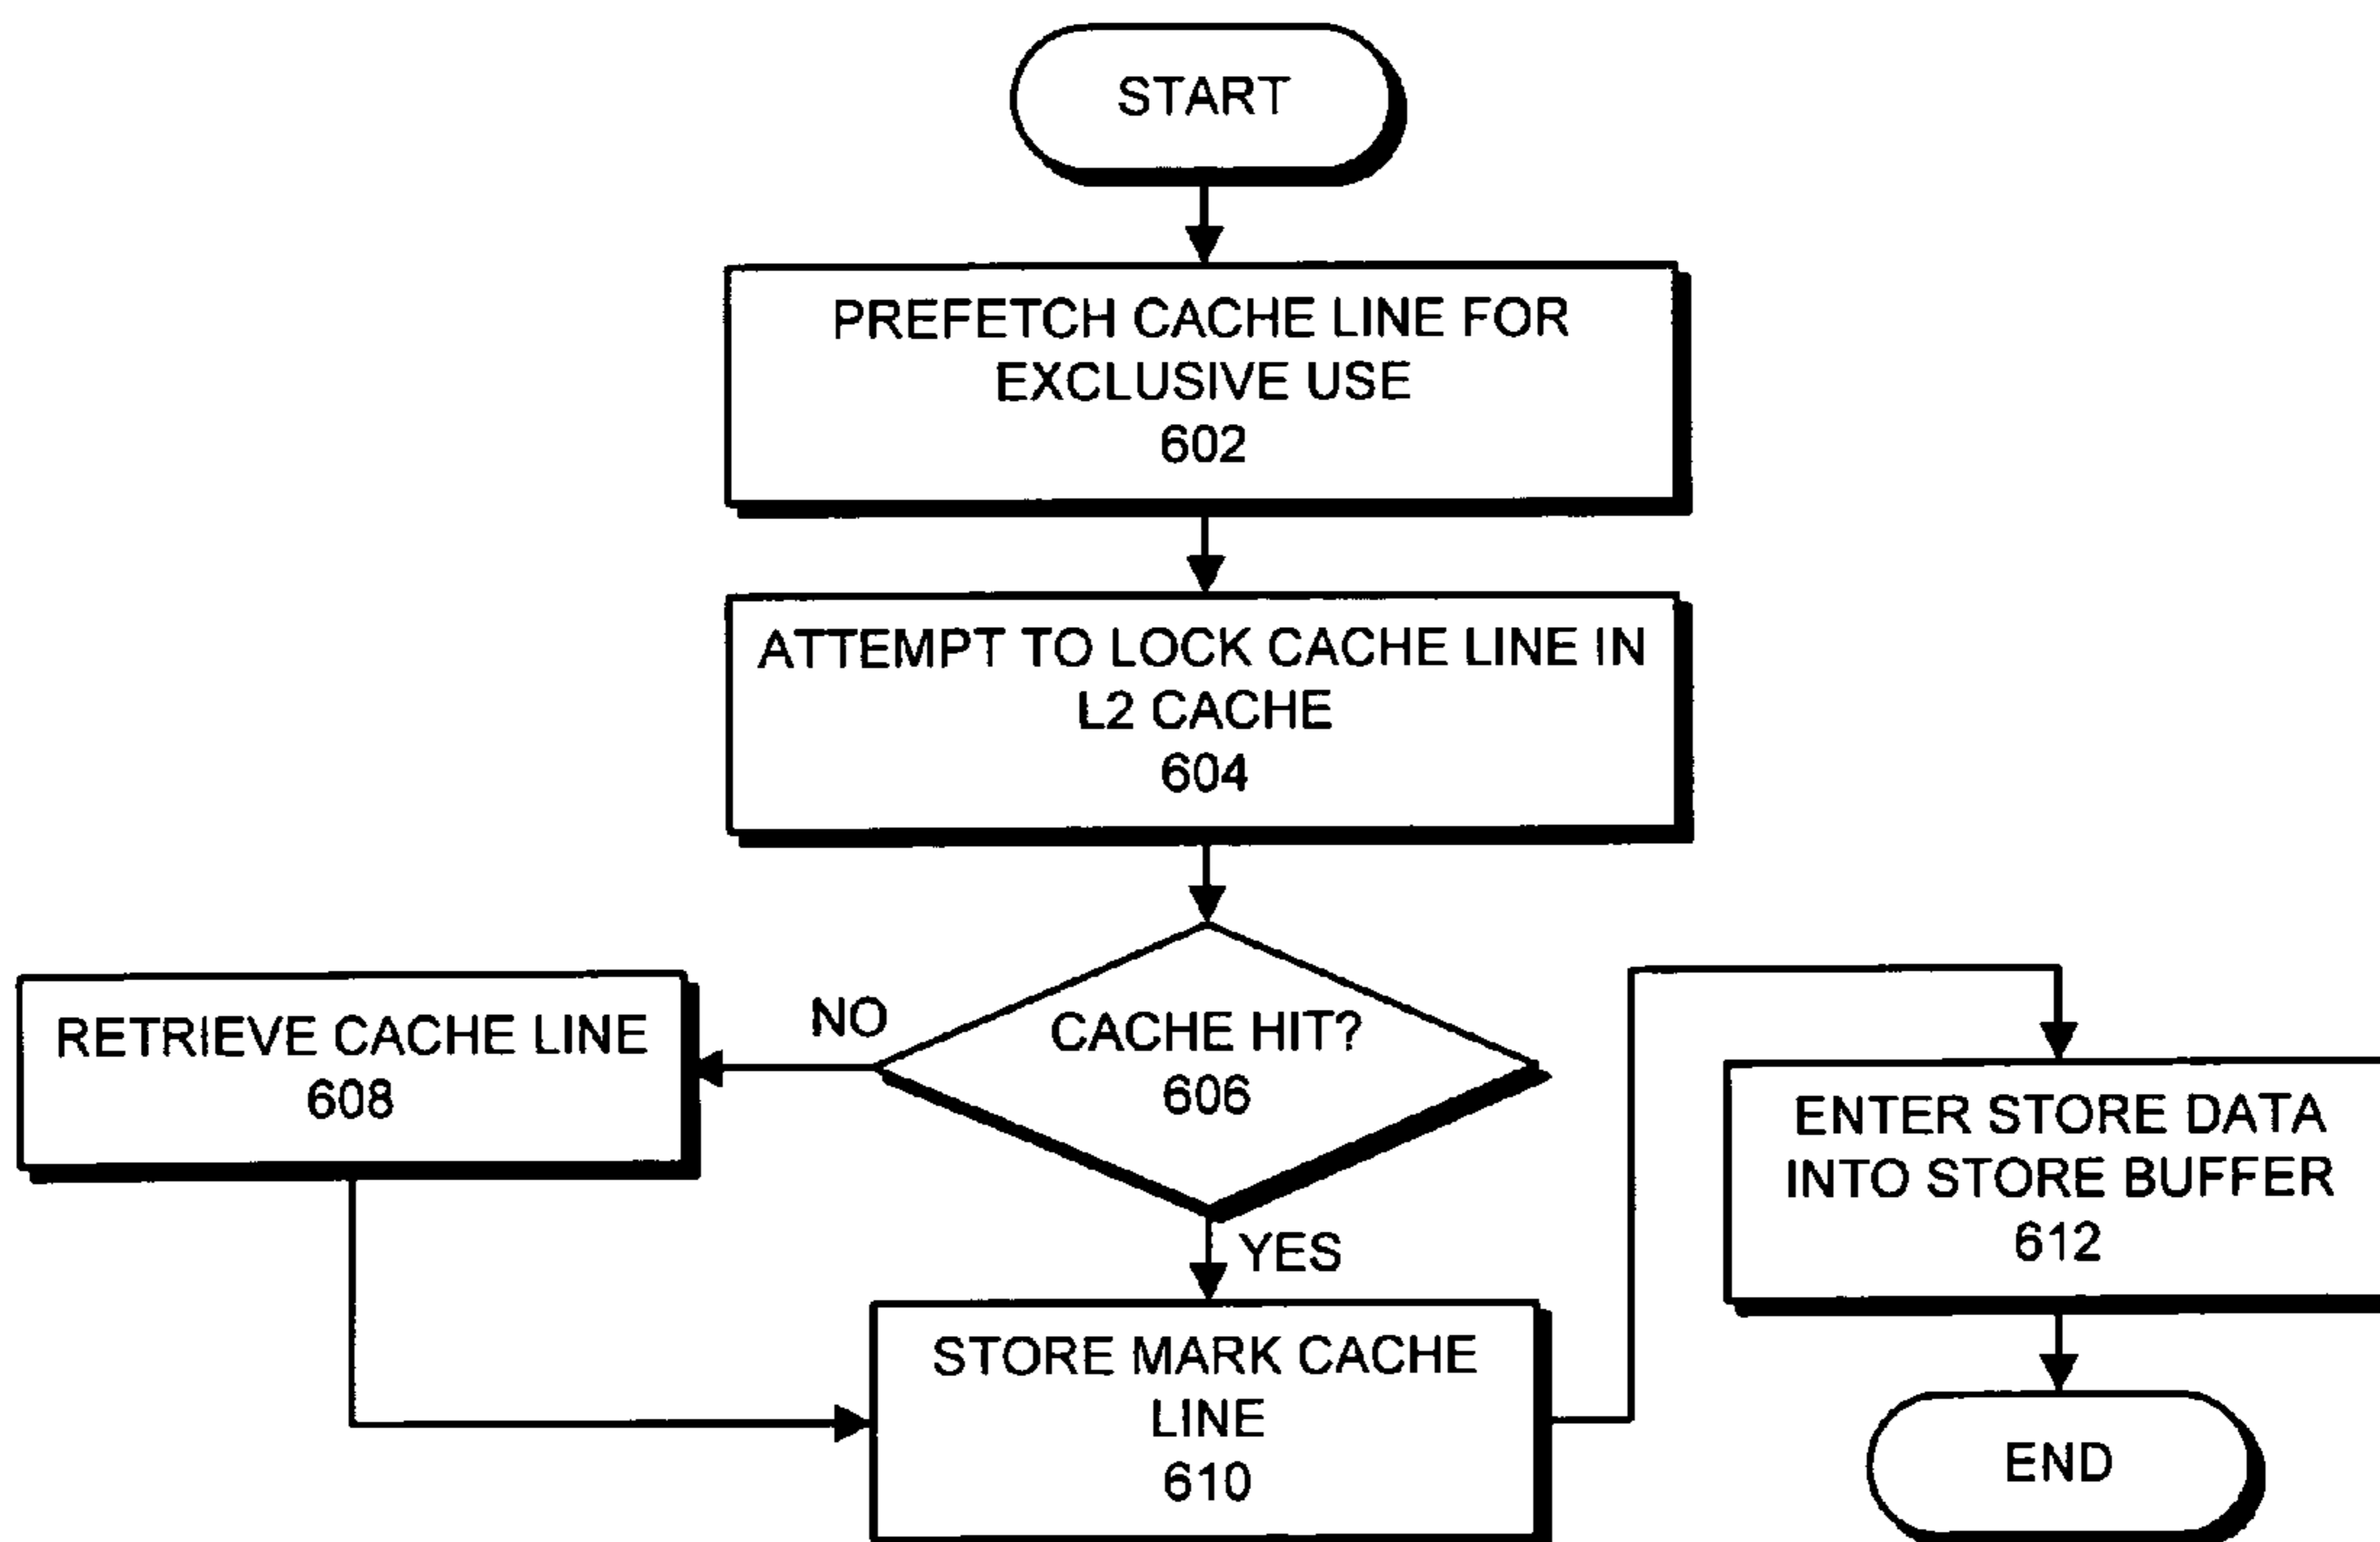 START
PREFETCH CACHE LINE FOR
EXCLUSIVE USE
602
ATTEMPT TO LOCK CACHE LINE IN
L2 CACHE
604
CACHE HIT?
606
NO
RETRIEVE CACHE LINE
608
YES
STORE MARK CACHE
LINE
610
ENTER STORE DATA
INTO STORE BUFFER
612
END